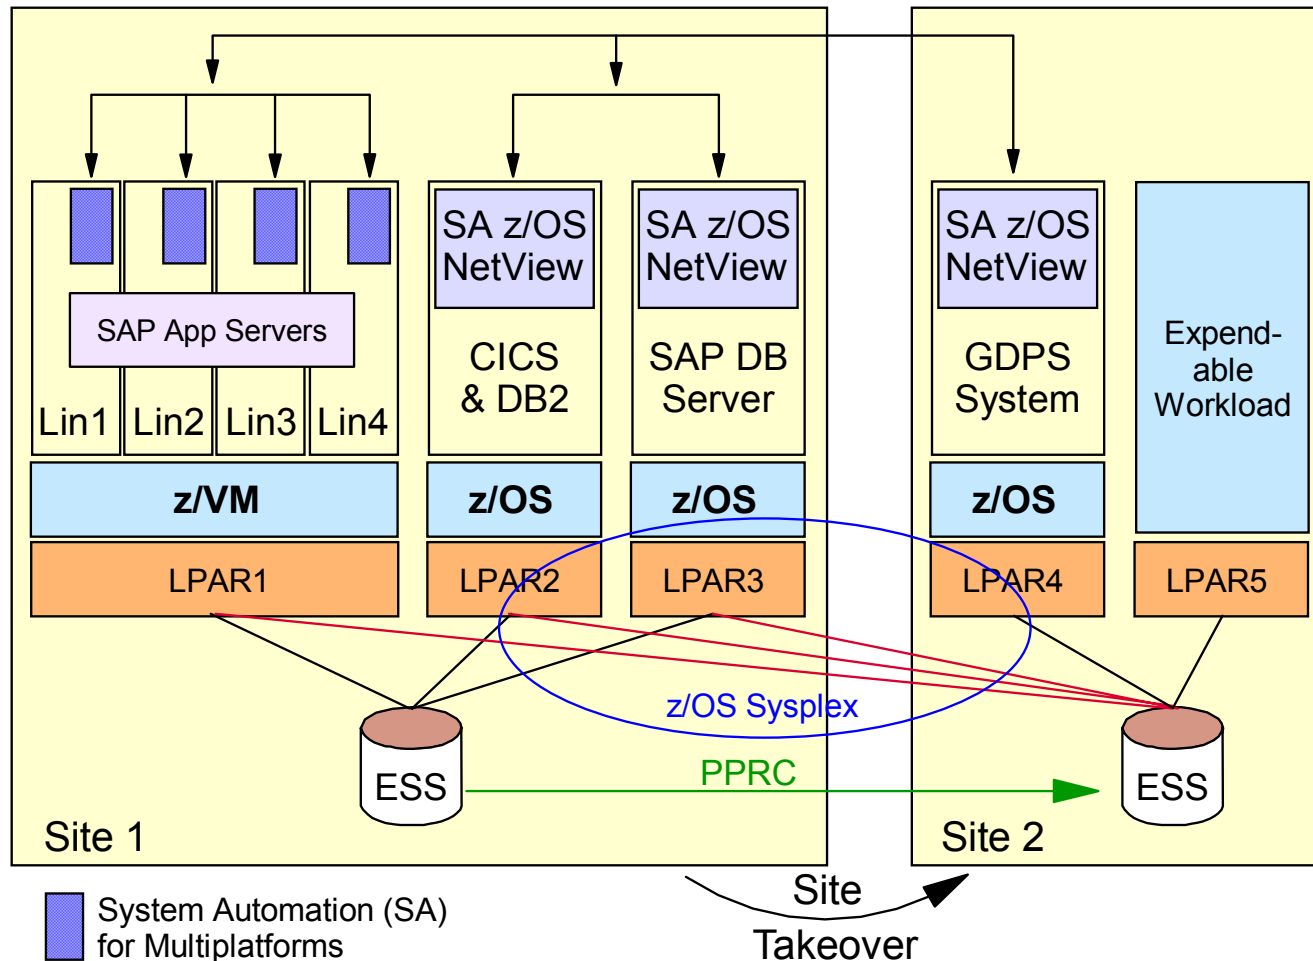 SA z/OS
NetView
SA z/OS
NetView
SA z/OS
NetView
SAP App Servers
CICS
& DB2
SAP DB
Server
GDPS
System
Expend-
able
Workload
Lin1
Lin2
Lin3
Lin4
z/VM
z/OS
z/OS
z/OS
LPAR1
LPAR2
LPAR3
LPAR4
LPAR5
z/OS Sysplex
PPRC
ESS
ESS
Site 1
Site 2
Site
Takeover
System Automation (SA)
for Multiplatforms